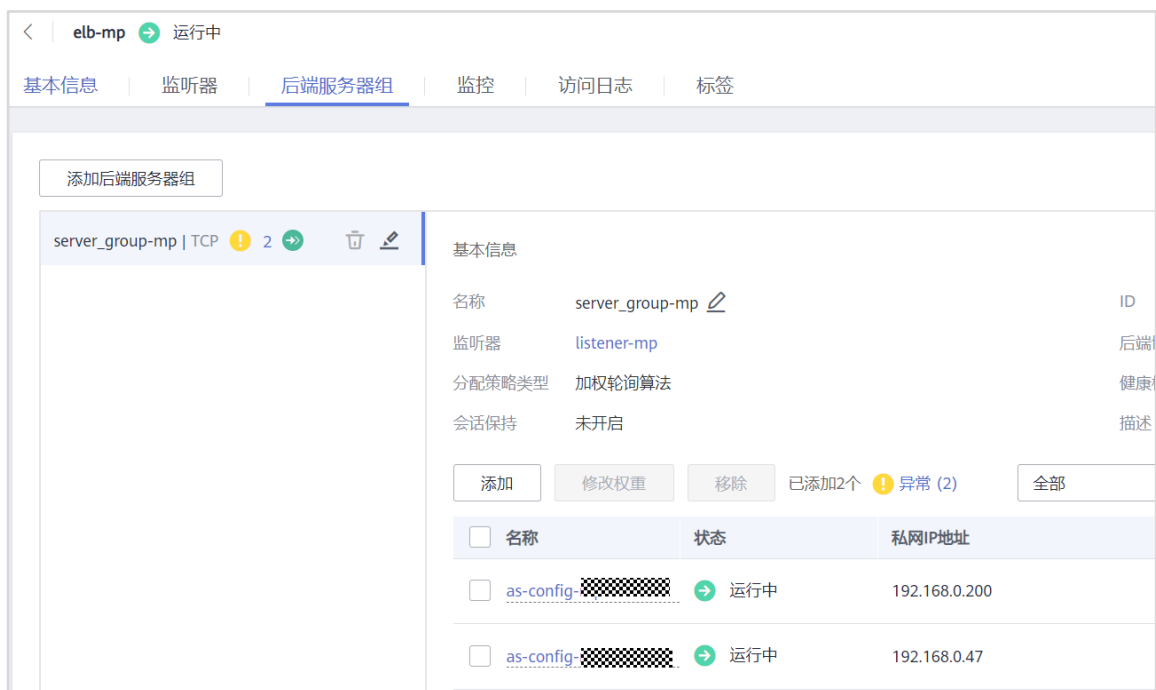 elb-mp 运行中
基本信息 监听器 后端服务器组 监控 访问日志 标签
添加后端服务器组
server_group-mp | TCP 2
基本信息
名称 server_group-mp ID
监听器 listener-mp 后端
分配策略类型 加权轮询算法 健康
会话保持 未开启 描述
添加 修改权重 移除 已添加2个 异常 (2) 全部
名称 状态 私网IP地址
as-config- 运行中 192.168.0.200
as-config- 运行中 192.168.0.47